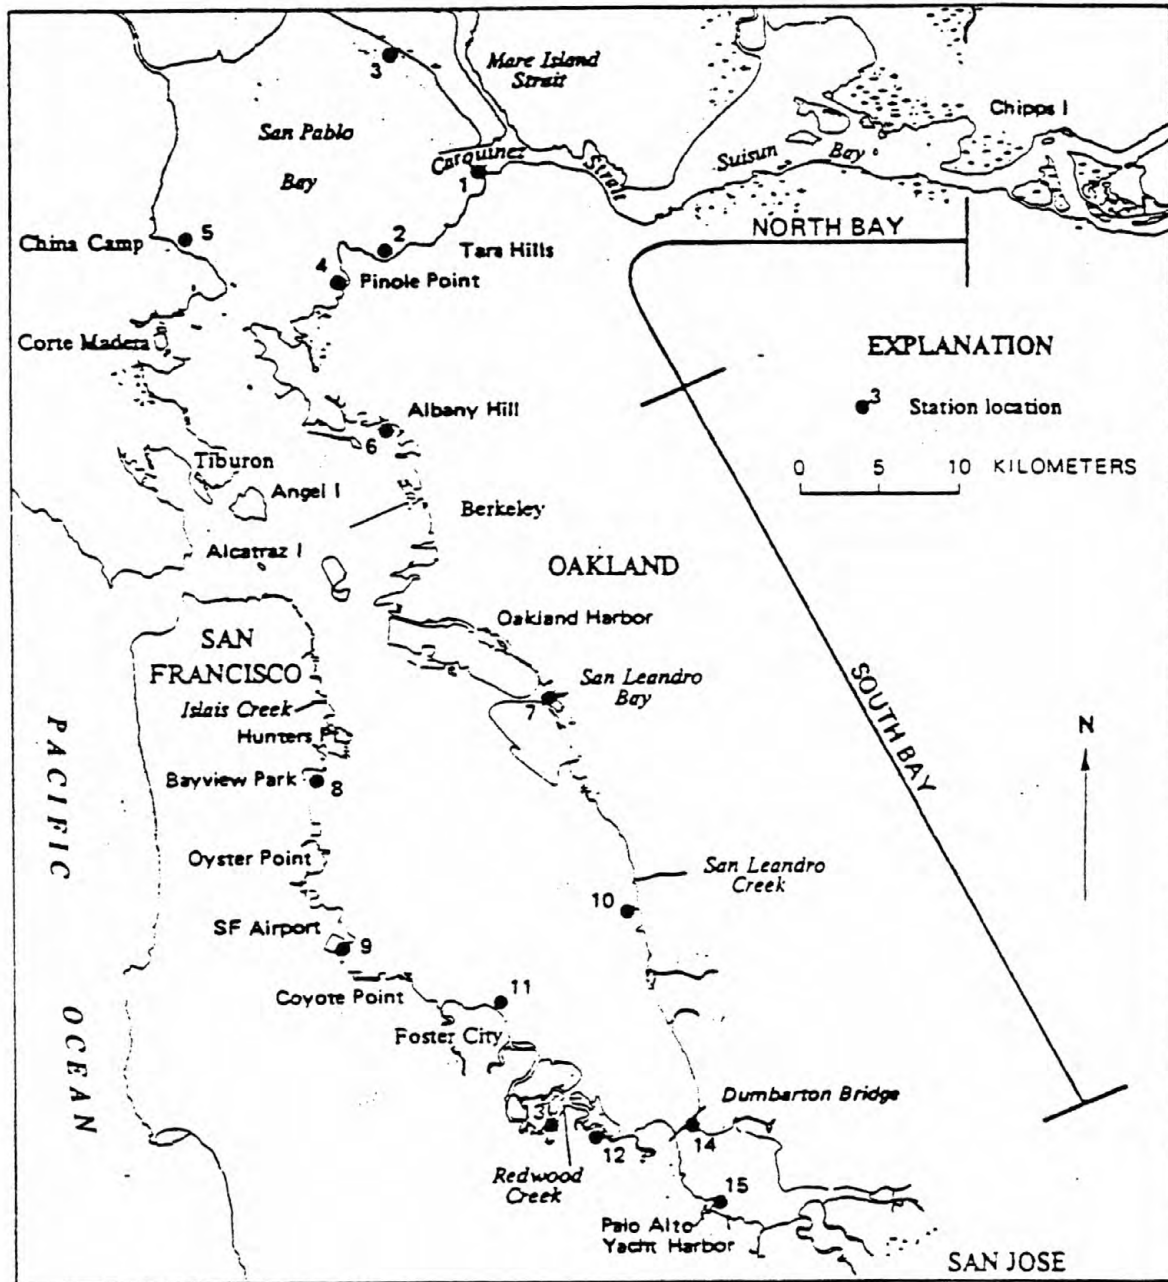 3
Mare Island
Strait
San Pablo
Bay
Carquinez
Strait
1
Suisun
Bay
Chipps I
China Camp
5
2
Tara Hills
4
Pinole Point
NORTH BAY
Corte Madera
EXPLANATION
3
Station location
0 5 10 KILOMETERS
Albany Hill
6
Tiburon
Angel I
Berkeley
Alcatraz I
OAKLAND
Oakland Harbor
SAN
FRANCISCO
San Leandro
Bay
7
Islais Creek
Hunters P
Bayview Park
8
SOUTH BAY
N
PACIFIC
OCEAN
Oyster Point
San Leandro
Creek
10
SF Airport
9
Coyote Point
11
Foster City
Dumbarton Bridge
12
14
Redwood
Creek
15
Palo Alto
Yacht Harbor
SAN JOSE